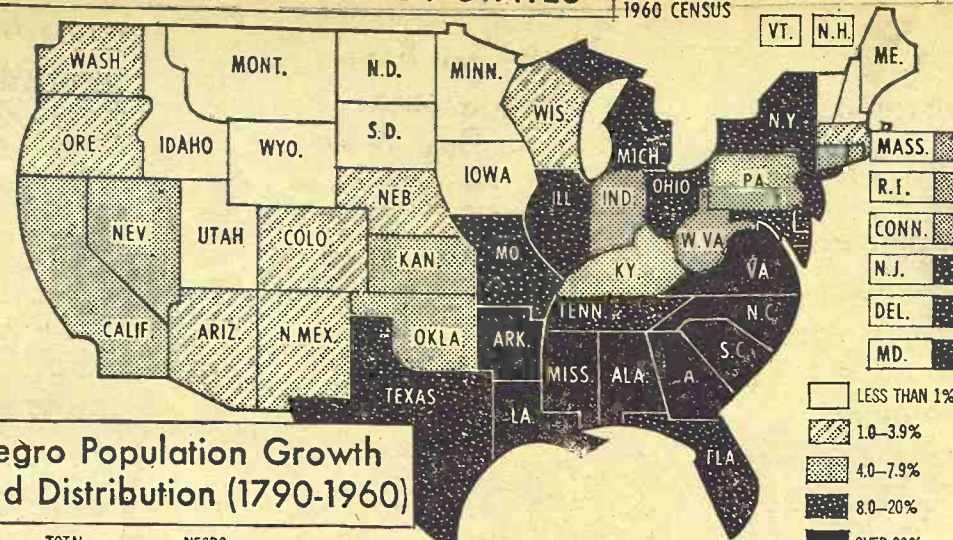 1960 CENSUS
VT.
N.H.
ME.
WASH
MONT.
N.D.
MINN.
ORE.
IDAHO
WYO.
S.D.
WIS.
MICH.
N.Y.
MASS.
R.I.
CONN.
N.J.
DEL.
MD.
NEV.
UTAH
COLO.
NEB.
IOWA
ILL
IND.
OHIO
PA.
KAN.
MO.
KY.
W.VA.
VA.
CALIF.
ARIZ.
N.MEX.
OKLA.
ARK.
TENN.
N.C.
S.C.
TEXAS
LA.
MISS.
ALA.
A.
FLA.
LESS THAN 1%
1.0—3.9%
4.0—7.9%
8.0—20%
egro Population Growth
d Distribution (1790-1960)